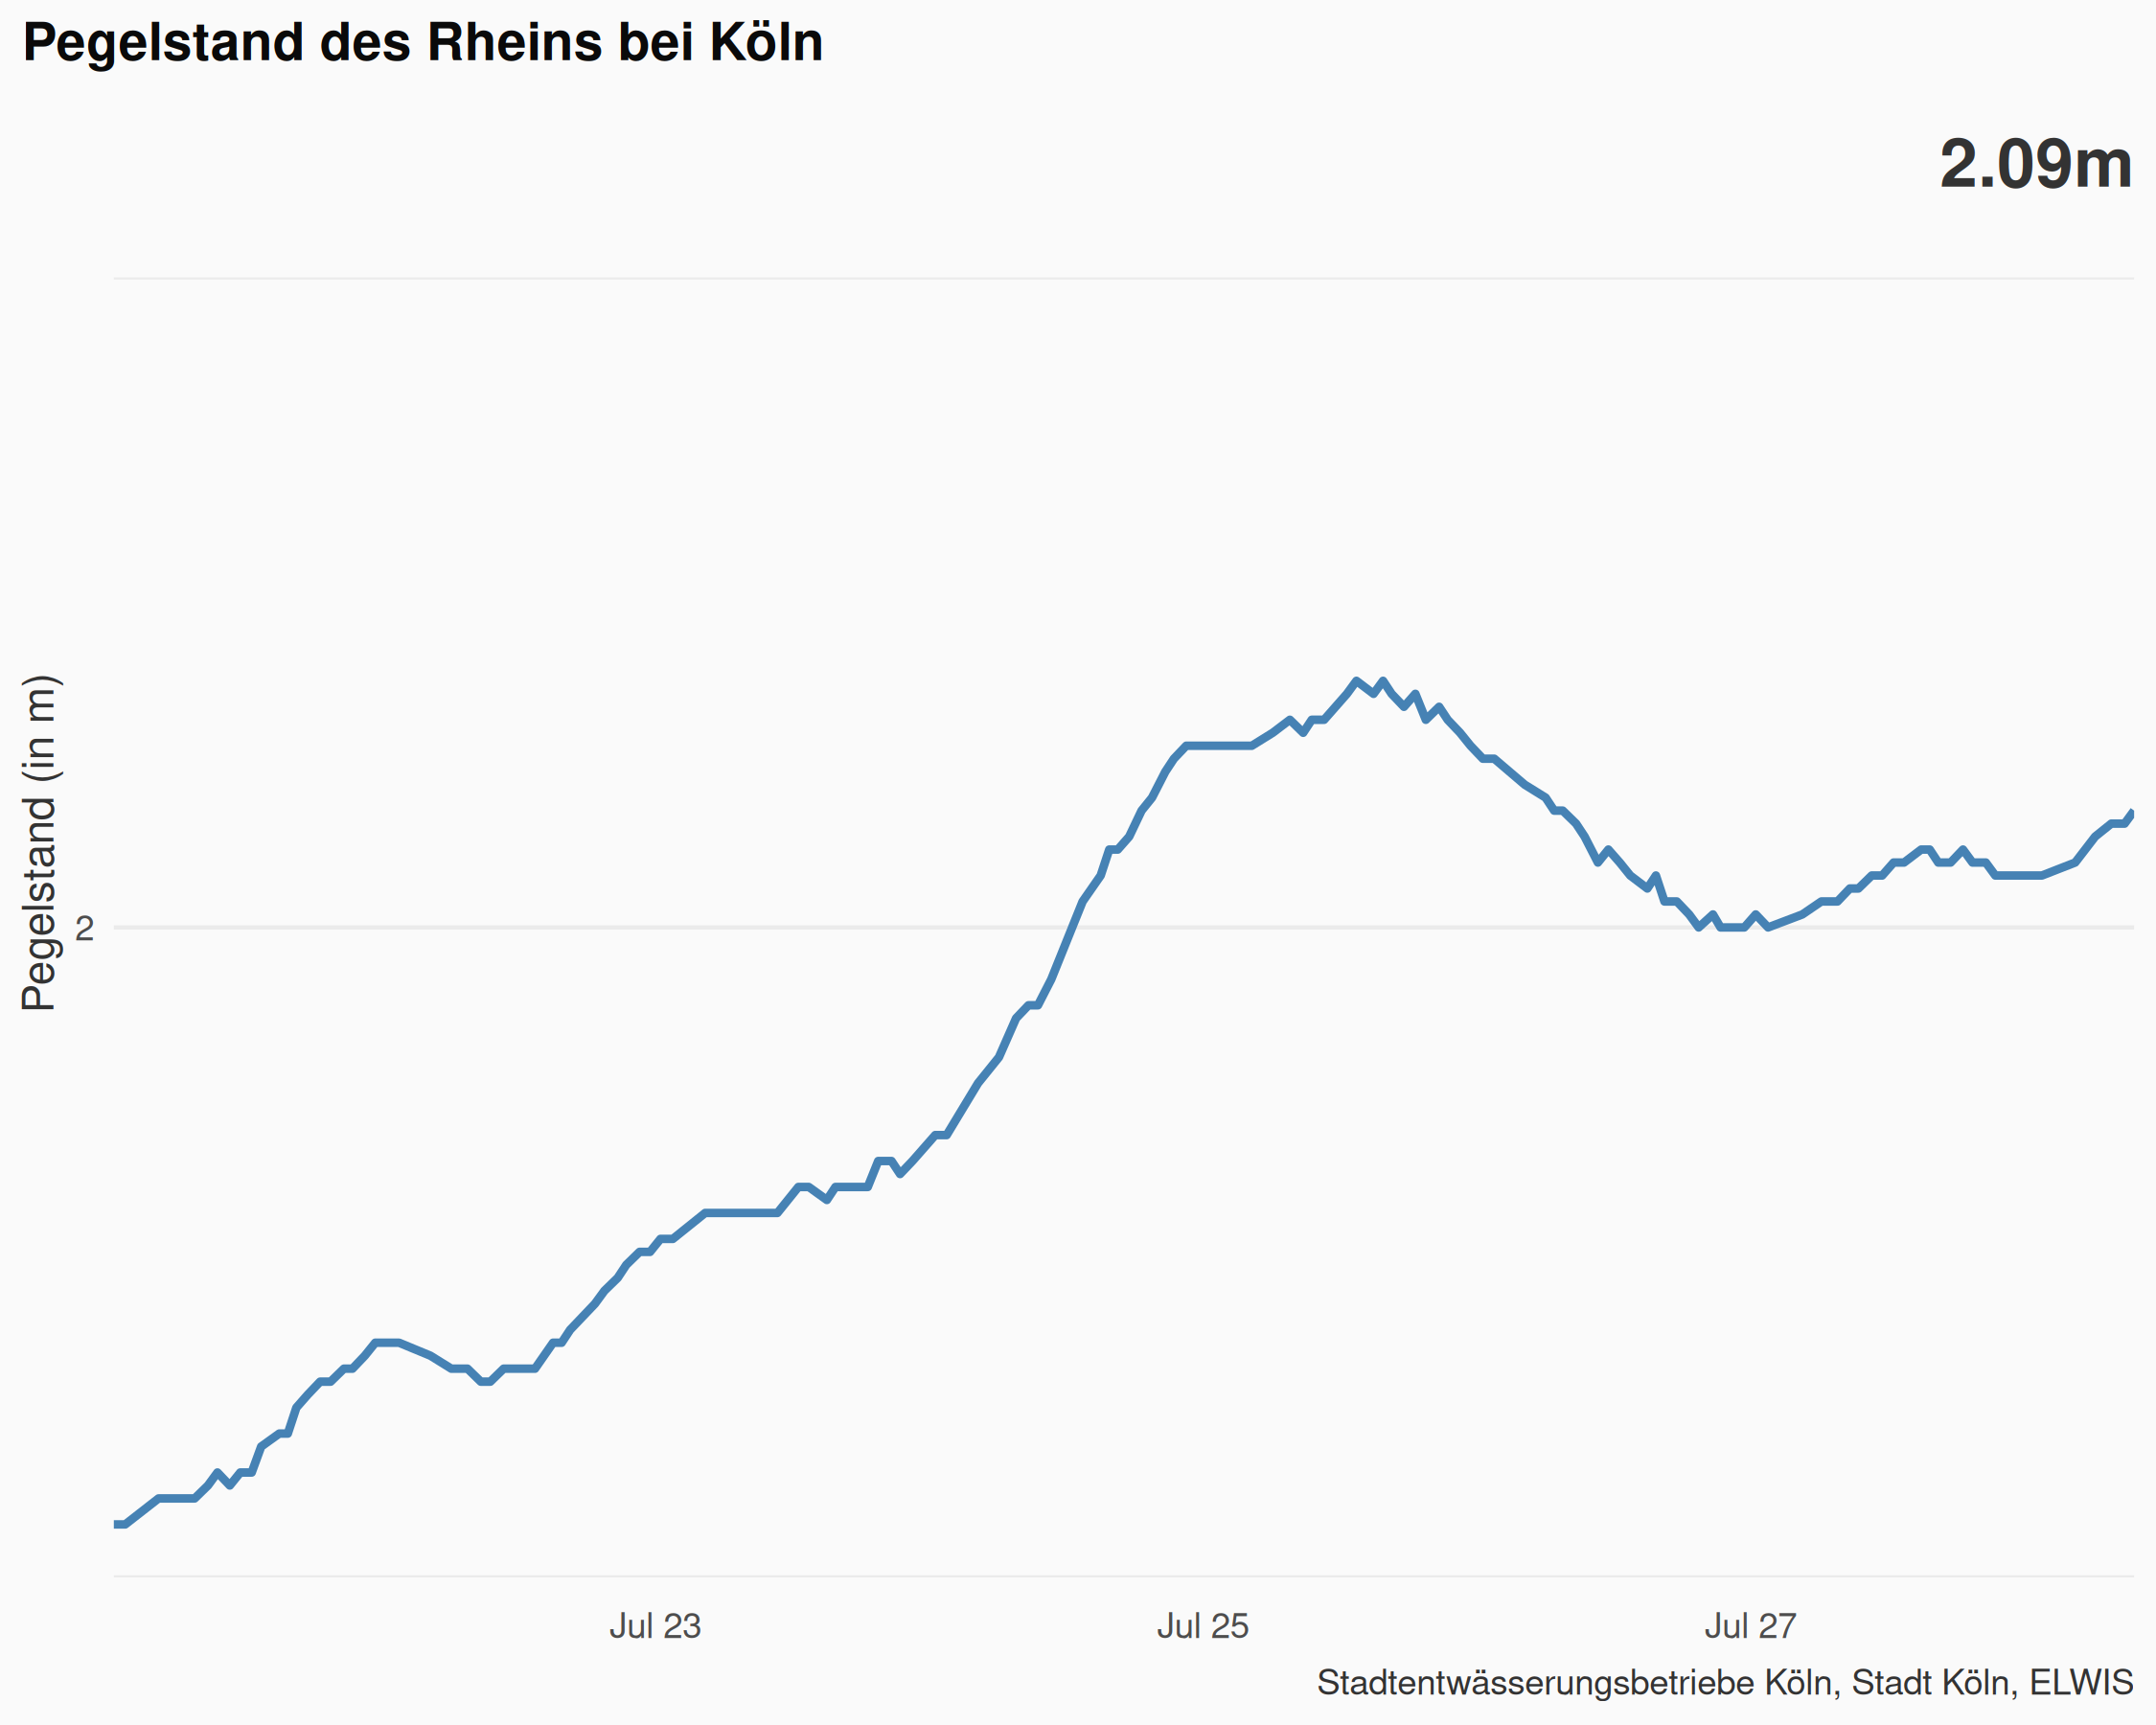 Pegelstand des Rheins bei Köln
2.09m
Pegelstand (in m)
2
Jul 23
Jul 25
Jul 27
Stadtentwässerungsbetriebe Köln, Stadt Köln, ELWIS